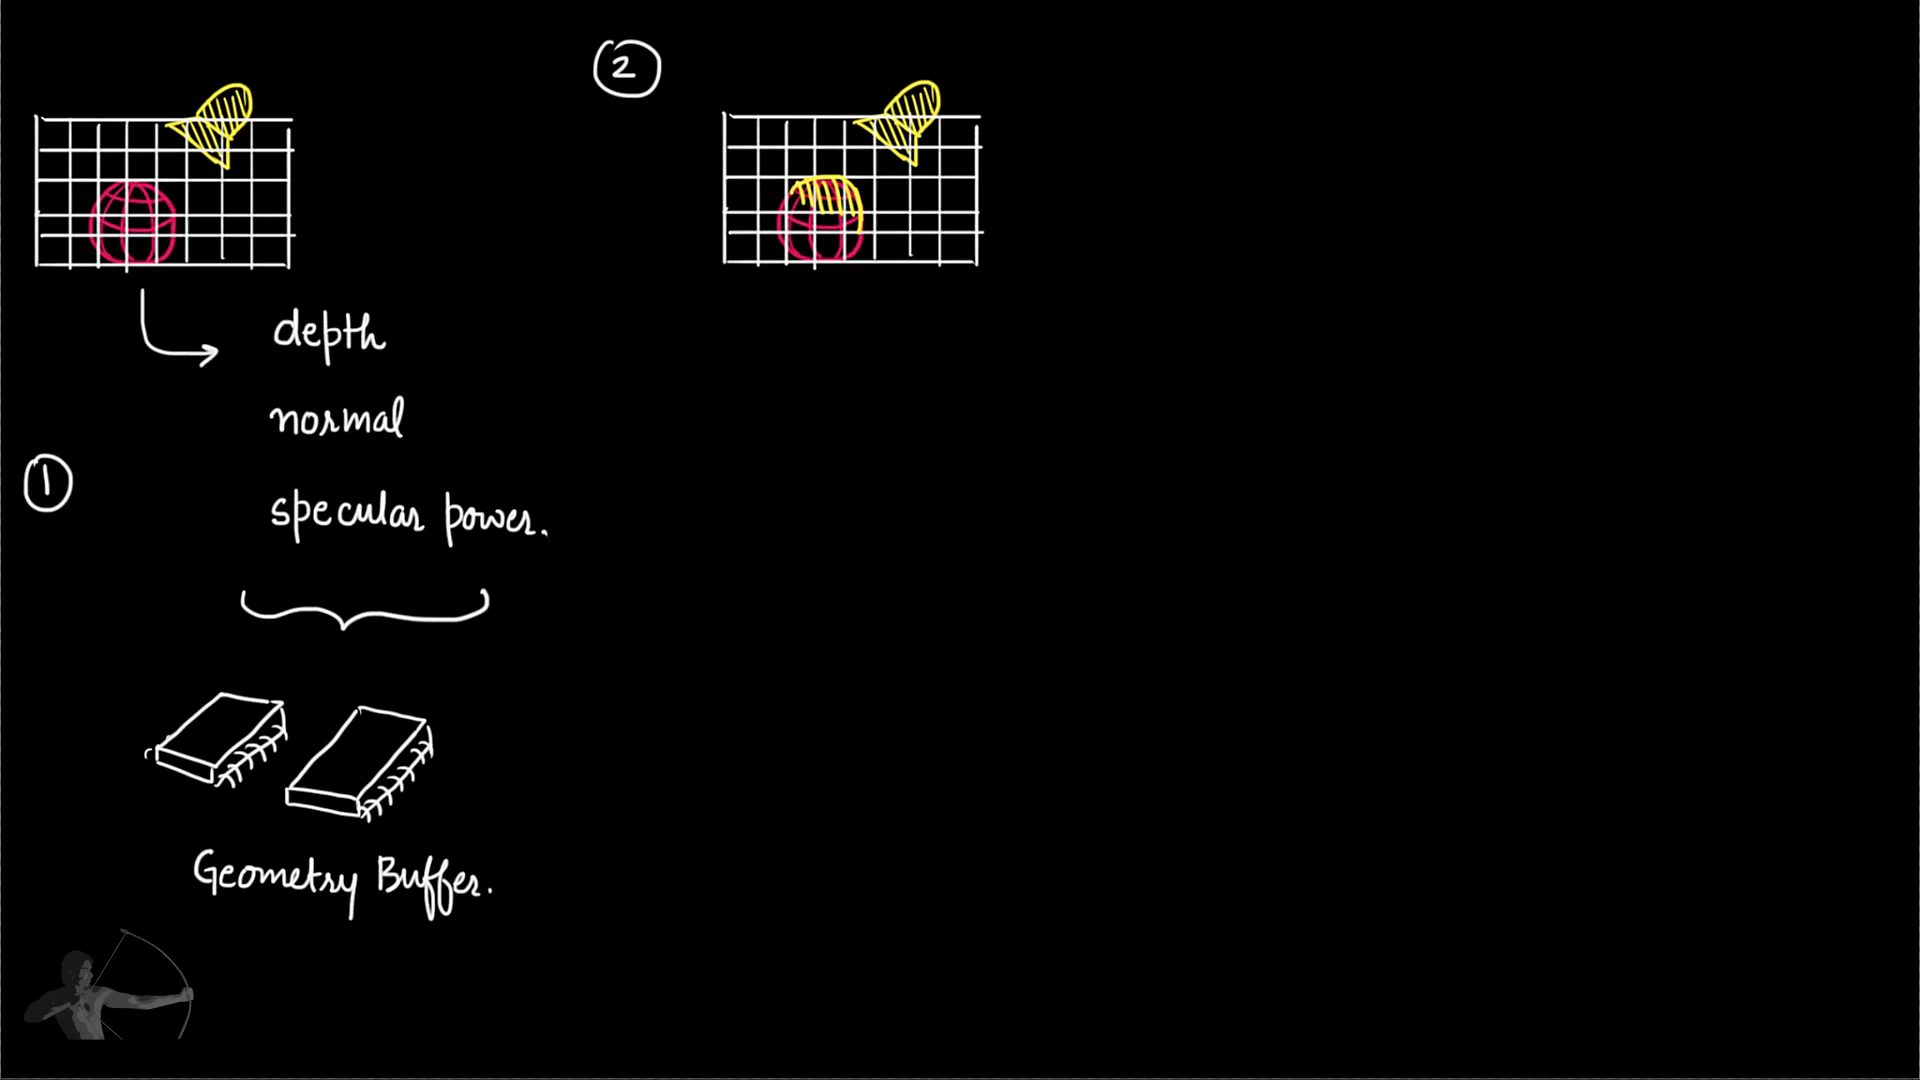 2
depth
normal
1
specular power.
Geometry Buffer.